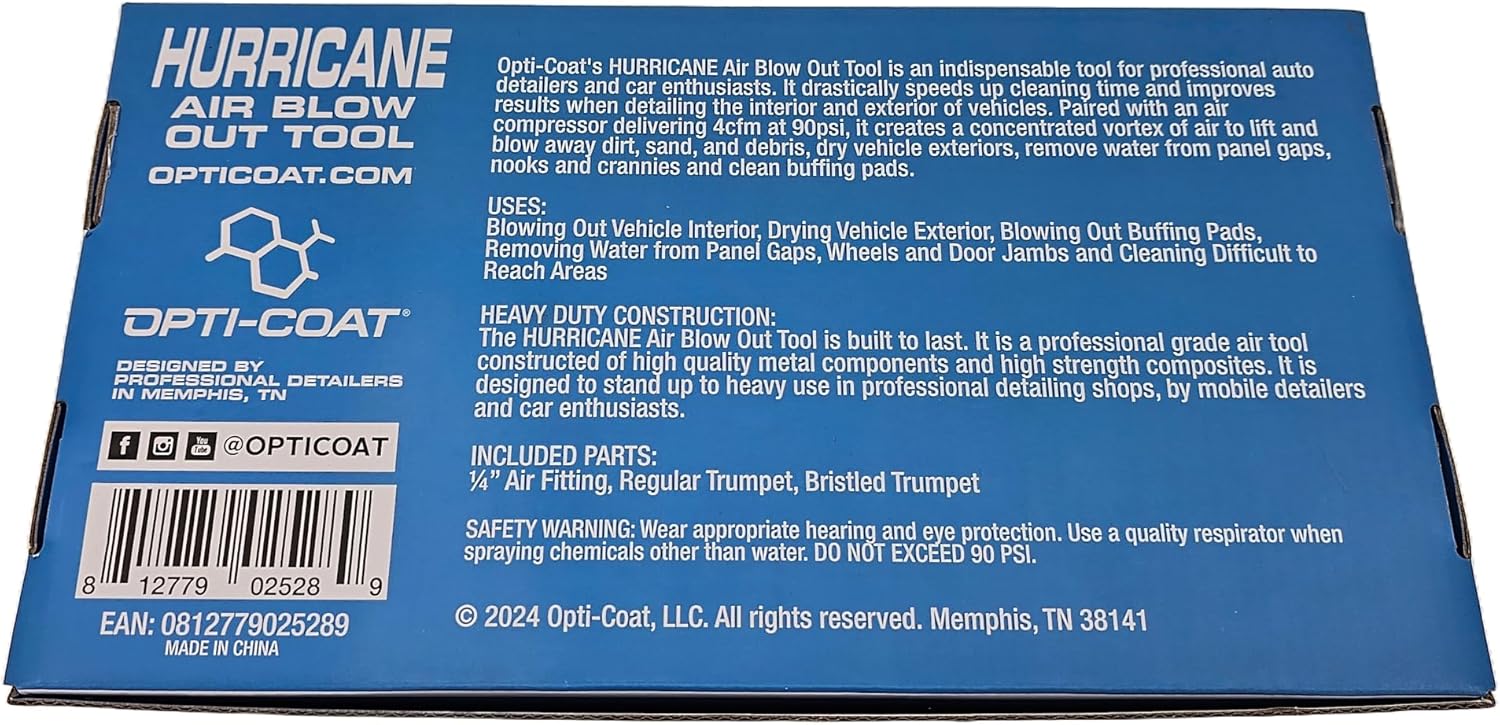 HURRICANE
AIR BLOW
OUT TOOL
OPTICOAT.COM
OPTI-COAT®
DESIGNED BY
PROFESSIONAL DETAILERS
IN MEMPHIS, TN
f You Tube @OPTICOAT
8 12779 02528 9
EAN: 0812779025289
MADE IN CHINA
Opti-Coat's HURRICANE Air Blow Out Tool is an indispensable tool for professional auto
detailers and car enthusiasts. It drastically speeds up cleaning time and improves
results when detailing the interior and exterior of vehicles. Paired with an air
compressor delivering 4cfm at 90psi, it creates a concentrated vortex of air to lift and
blow away dirt, sand, and debris, dry vehicle exteriors, remove water from panel gaps,
nooks and crannies and clean buffing pads.
USES:
Blowing Out Vehicle Interior, Drying Vehicle Exterior, Blowing Out Buffing Pads,
Removing Water from Panel Gaps, Wheels and Door Jambs and Cleaning Difficult to
Reach Areas
HEAVY DUTY CONSTRUCTION:
The HURRICANE Air Blow Out Tool is built to last. It is a professional grade air tool
constructed of high quality metal components and high strength composites. It is
designed to stand up to heavy use in professional detailing shops, by mobile detailers
and car enthusiasts.
INCLUDED PARTS:
¼” Air Fitting, Regular Trumpet, Bristled Trumpet
SAFETY WARNING: Wear appropriate hearing and eye protection. Use a quality respirator when
spraying chemicals other than water. DO NOT EXCEED 90 PSI.
© 2024 Opti-Coat, LLC. All rights reserved. Memphis, TN 38141